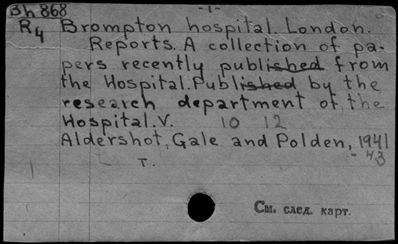 Bh 868 -1-
R4 Brompton hospital. London.
Reports. A collection of pa-
pers recently published from
the Hospital. Published by the
research department of the
Hospital. V. 10 12
Aldershot, Gale and Polden, 1941
-43
т.
См. след. карт.